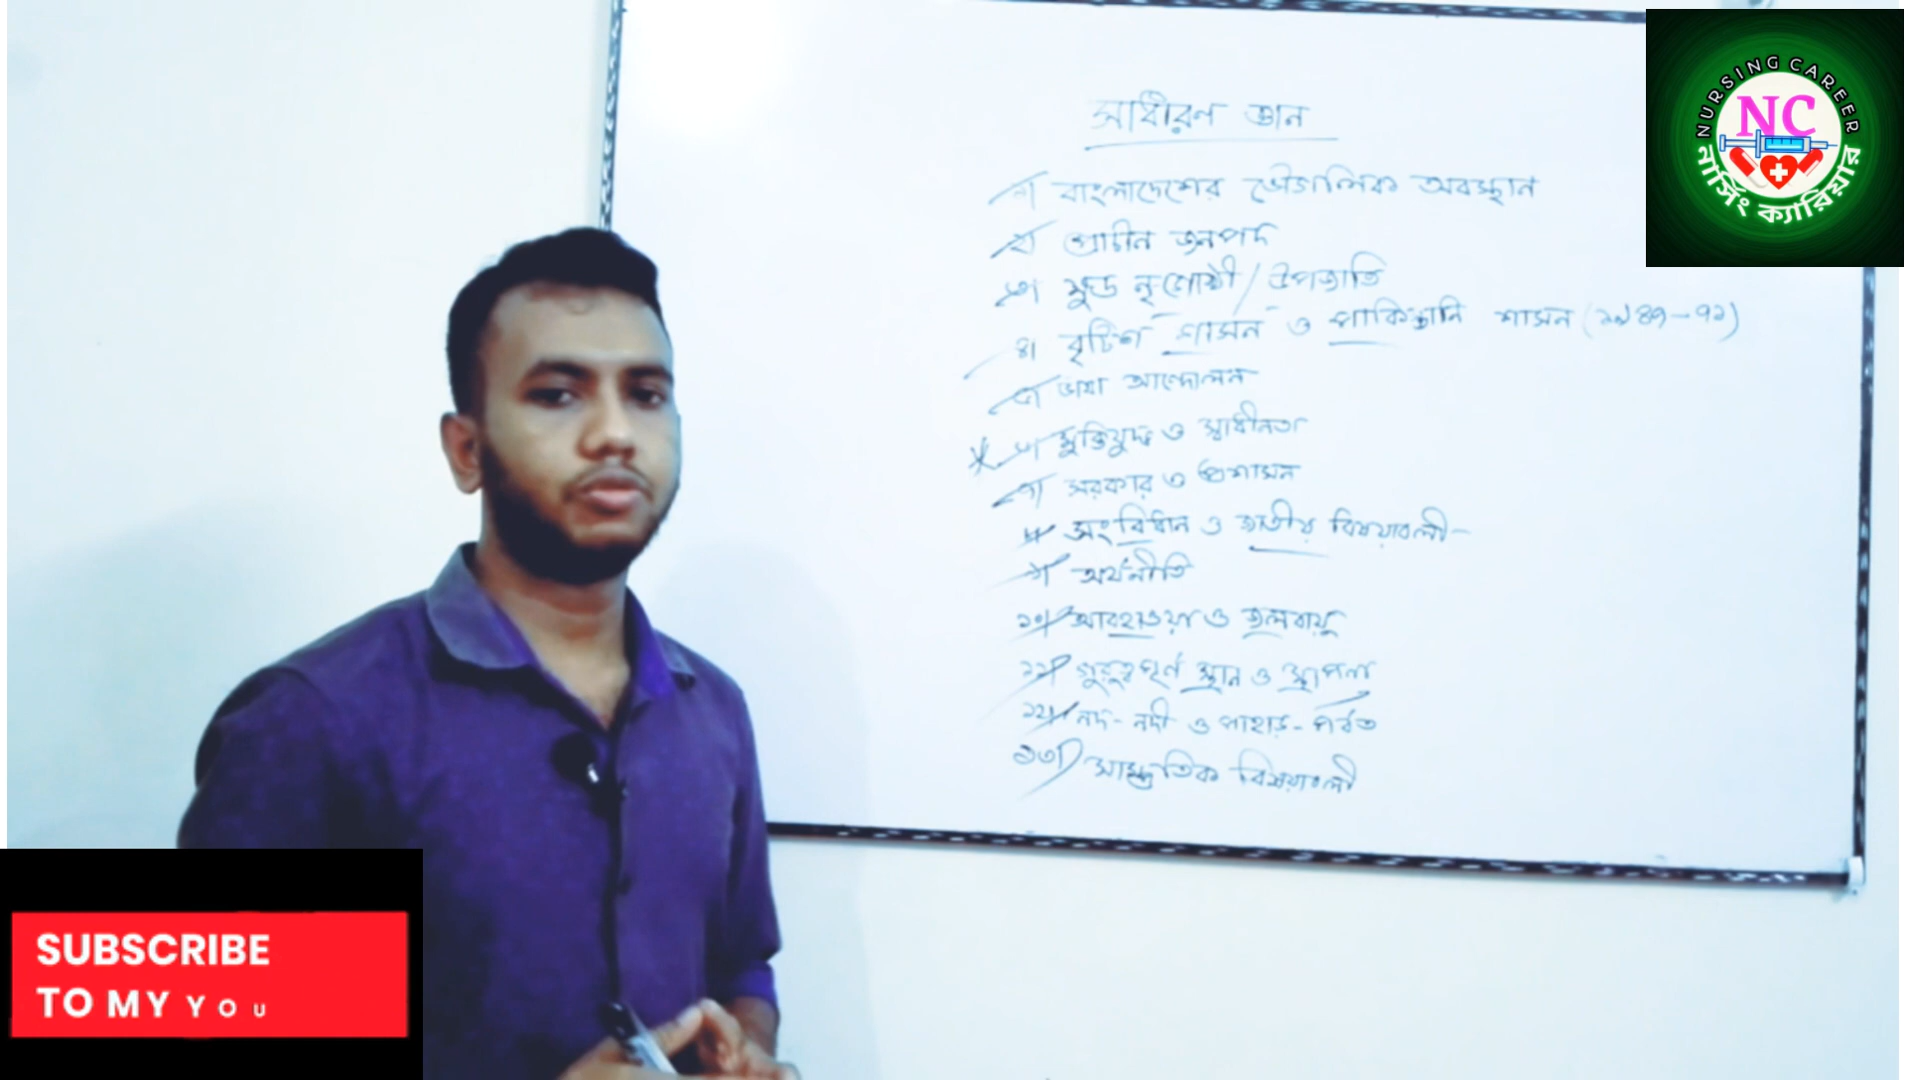 সাধারণ জ্ঞান
১। বাংলাদেশের ভৌগোলিক অবস্থান
২। প্রাচীন জনপদ
৩। ক্ষুদ্র নৃগোষ্ঠী / উপজাতি
৪। বৃটিশ শাসন ও পাকিস্তানি শাসন (১৯৪৭-৭১)
৫। ভাষা আন্দোলন
৬। মুক্তিযুদ্ধ ও স্বাধীনতা
৭। সরকার ও প্রশাসন
৮। সংবিধান ও জাতীয় বিষয়াবলী-
৯। অর্থনীতি
১০। আবহাওয়া ও জলবায়ু
১১। গুরুত্বপূর্ণ স্থান ও স্থাপনা
১২। নদ-নদী ও পাহাড়-পর্বত
১৩। সাম্প্রতিক বিষয়াবলী
NURSING CAREER
NC
নার্সিং ক্যারিয়ার
SUBSCRIBE
TO MY YOU